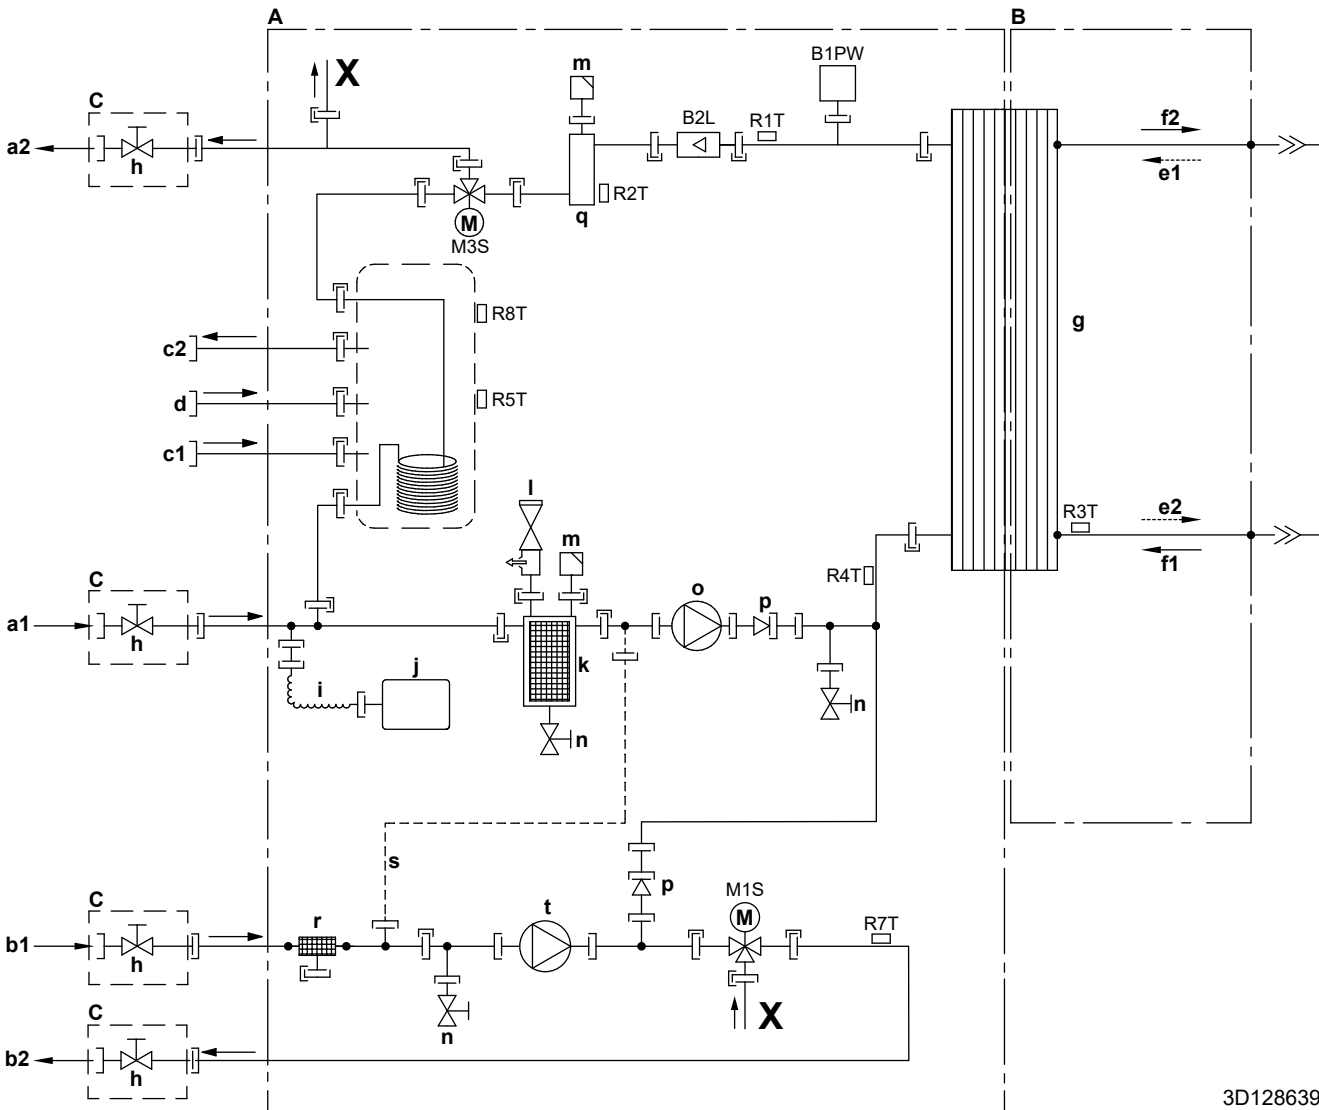 A
B
X
m
B1PW
C
B2L
R1T
f2
a2
h
e1
R2T
q
M
M3S
R8T
g
c2
d
R5T
c1
l
R3T
e2
m
f1
C
R4T
o
p
a1
h
k
j
i
n
n
s
p
M1S
C
r
t
M
R7T
b1
h
X
C
n
b2
h
3D128639